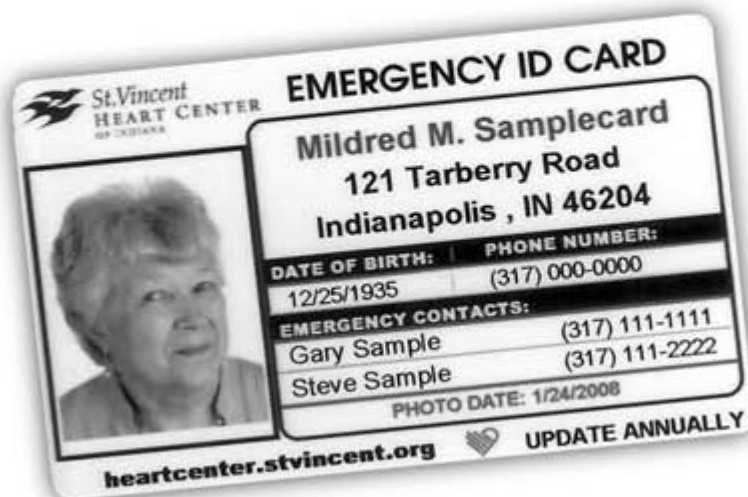 St.Vincent
HEART CENTER
OF INDIANA
EMERGENCY ID CARD
Mildred M. Samplecard
121 Tarberry Road
Indianapolis , IN 46204
DATE OF BIRTH: PHONE NUMBER:
12/25/1935 (317) 000-0000
EMERGENCY CONTACTS:
Gary Sample (317) 111-1111
Steve Sample (317) 111-2222
PHOTO DATE: 1/24/2008
heartcenter.stvincent.org UPDATE ANNUALLY